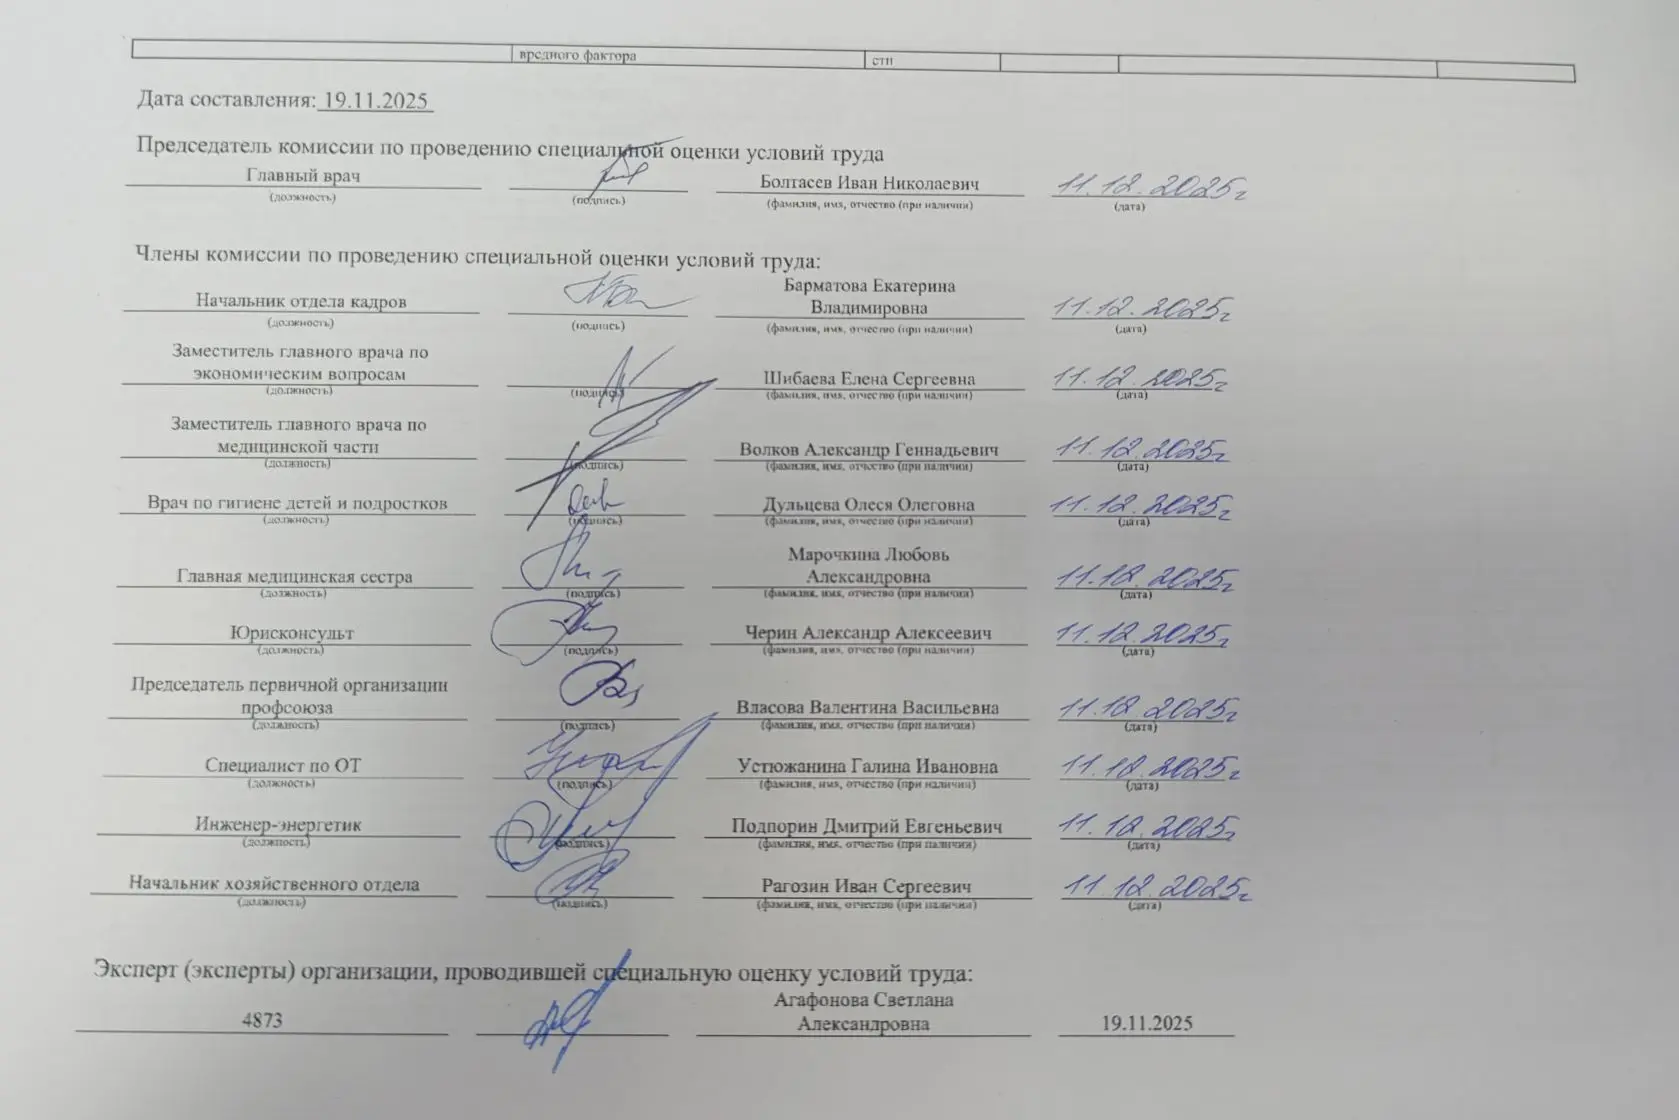 вредного фактора сти
Дата составления: 19.11.2025
Председатель комиссии по проведению специальной оценки условий труда
Главный врач Болтасев Иван Николаевич 11.12.2025г
(должность) (подпись) (фамилия, имя, отчество (при наличии) (дата)
Члены комиссии по проведению специальной оценки условий труда:
Барматова Екатерина
Начальник отдела кадров Владимировна 11.12.2025г
(должность) (подпись) (фамилия, имя, отчество (при наличии) (дата)
Заместитель главного врача по
экономическим вопросам Шибаева Елена Сергеевна 11.12.2025г
(должность) (подпись) (фамилия, имя, отчество (при наличии) (дата)
Заместитель главного врача по
медицинской части Волков Александр Геннадьевич 11.12.2025г
(должность) (подпись) (фамилия, имя, отчество (при наличии) (дата)
Врач по гигиене детей и подростков Дульцева Олеся Олеговна 11.12.2025г
(должность) (подпись) (фамилия, имя, отчество (при наличии) (дата)
Марочкина Любовь
Главная медицинская сестра Александровна 11.12.2025г
(должность) (подпись) (фамилия, имя, отчество (при наличии) (дата)
Юрисконсульт Черин Александр Алексеевич 11.12.2025г
(должность) (подпись) (фамилия, имя, отчество (при наличии) (дата)
Председатель первичной организации
профсоюза Власова Валентина Васильевна 11.12.2025г
(должность) (подпись) (фамилия, имя, отчество (при наличии) (дата)
Специалист по ОТ Устюжанина Галина Ивановна 11.12.2025г
(должность) (подпись) (фамилия, имя, отчество (при наличии) (дата)
Инженер-энергетик Подпорин Дмитрий Евгеньевич 11.12.2025г
(должность) (подпись) (фамилия, имя, отчество (при наличии) (дата)
Начальник хозяйственного отдела Рагозин Иван Сергеевич 11.12.2025г
(должность) (подпись) (фамилия, имя, отчество (при наличии) (дата)
Эксперт (эксперты) организации, проводившей специальную оценку условий труда:
Агафонова Светлана
4873 Александровна 19.11.2025